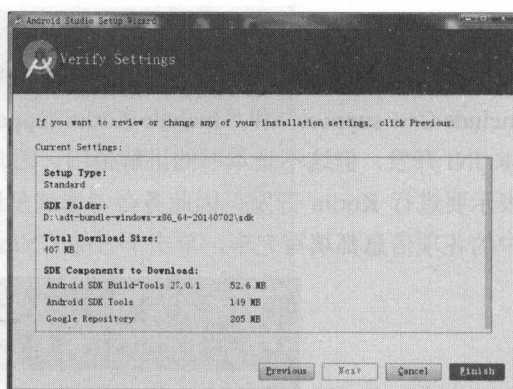 Android Studio Setup Wizard
Verify Settings
If you want to review or change any of your installation settings, click Previous.
Current Settings:
Setup Type:
Standard
SDK Folder:
D:\adt-bundle-windows-x86_64-20140702\sdk
Total Download Size:
407 MB
SDK Components to Download:
Android SDK Build-Tools 27.0.1 52.6 MB
Android SDK Tools 149 MB
Google Repository 205 MB
Previous Next Cancel Finish